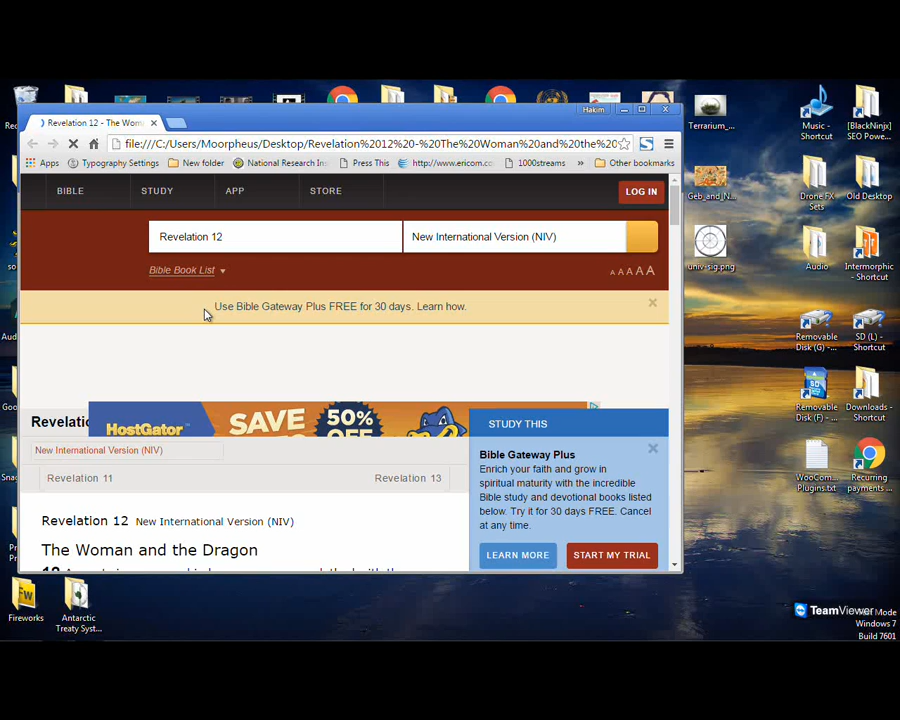 Hakim
Revelation 12 - The Wom
file:///C:/Users/Moorpheus/Desktop/Revelation%2012%20-%20The%20Woman%20and%20the%20
Apps Typography Settings New folder National Research In Press This http://www.ericom.c 1000streams » Other bookmarks
BIBLE STUDY APP STORE LOG IN
Revelation 12 New International Version (NIV)
Bible Book List A A A A A
Use Bible Gateway Plus FREE for 30 days. Learn how.
HostGator SAVE 50%
OFF
Revelatio
STUDY THIS
New International Version (NIV)
Bible Gateway Plus
Enrich your faith and grow in
spiritual maturity with the incredible
Bible study and devotional books listed
below. Try it for 30 days FREE. Cancel
at any time.
LEARN MORE START MY TRIAL
Revelation 11 Revelation 13
Revelation 12 New International Version (NIV)
The Woman and the Dragon
Terrarium_...
Music -
Shortcut
[BlackNinjx]
SEO Powe...
Geb_and_N...
Drone FX
Sets
Old Desktop
univ-sig.png
Audio
Intermorphic
- Shortcut
Removable
Disk (G) -...
SD (L) -
Shortcut
Removable
Disk (F) -...
Downloads -
Shortcut
WooCom...
Plugins.txt
Recurring
payments ...
Fireworks
Antarctic
Treaty Syst...
TeamViewer
Mode
Windows 7
Build 7601